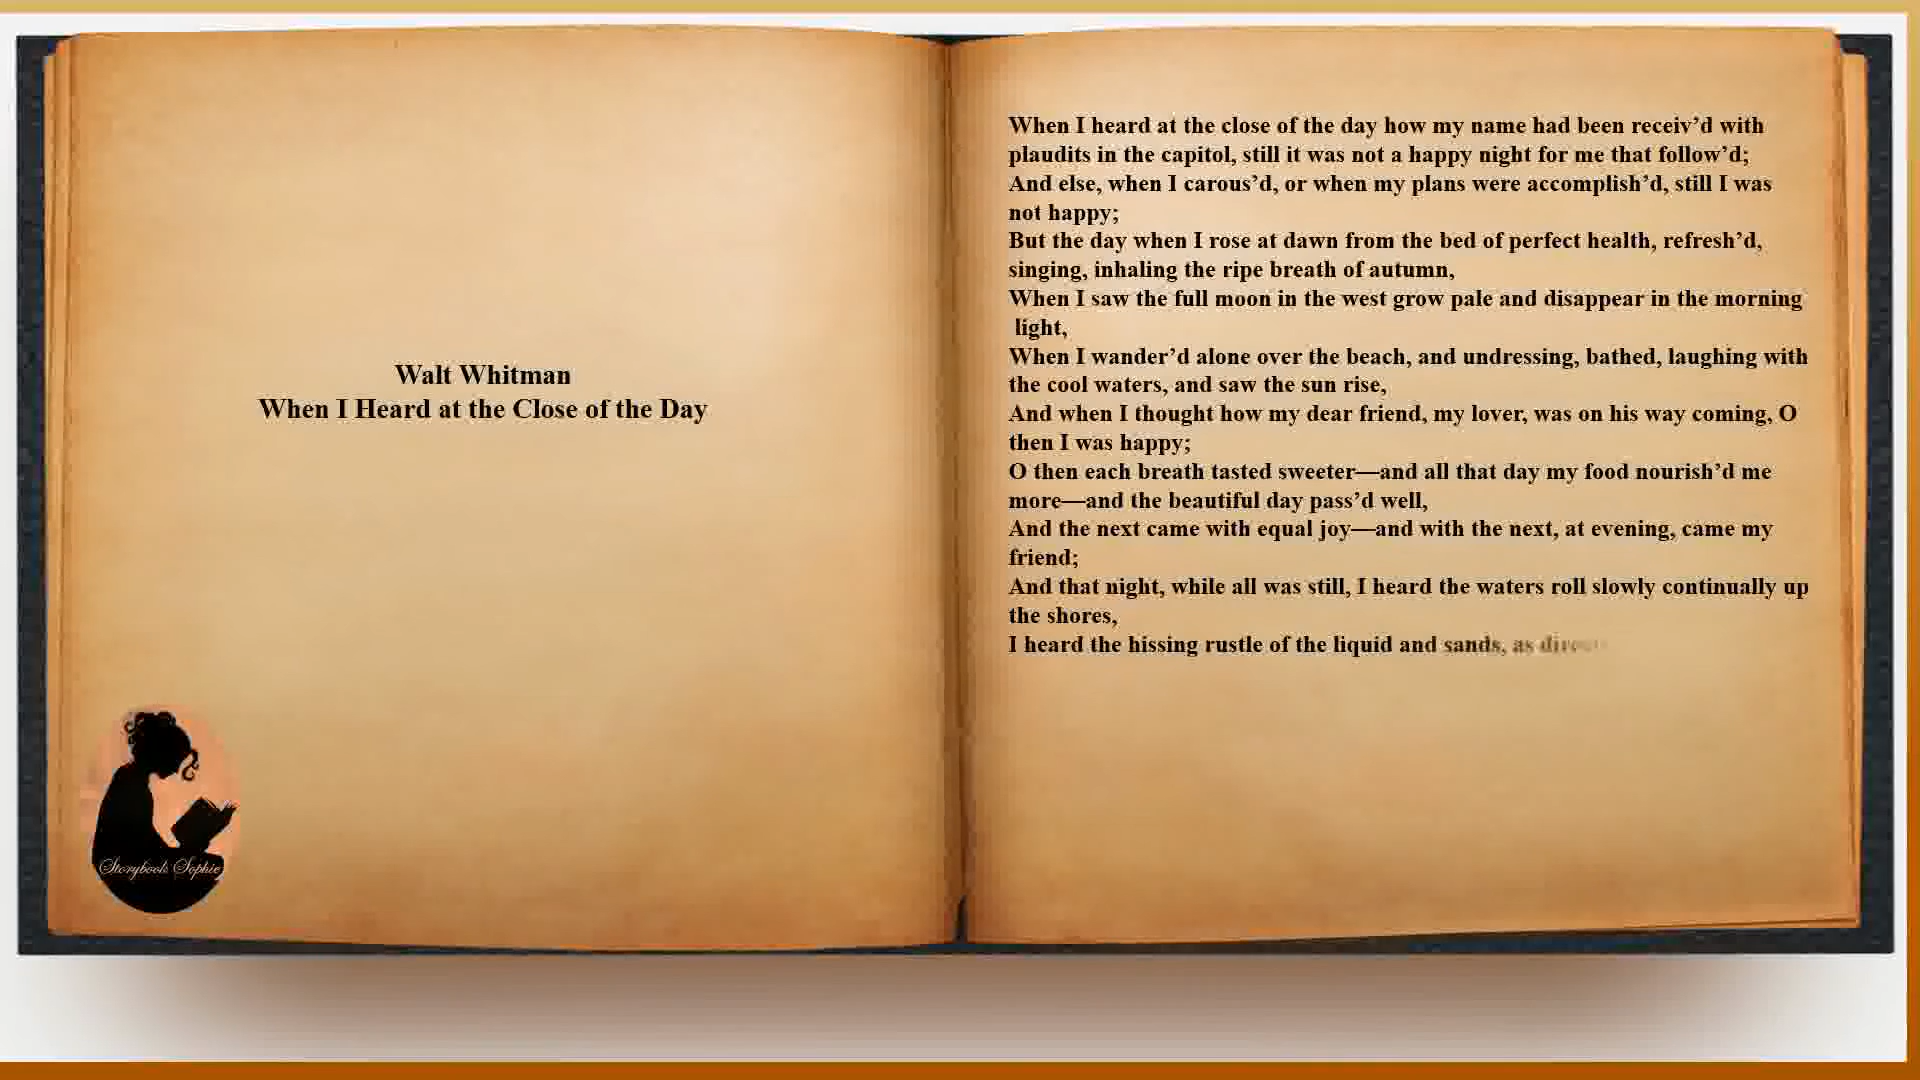 Walt Whitman
When I Heard at the Close of the Day
When I heard at the close of the day how my name had been receiv’d with
plaudits in the capitol, still it was not a happy night for me that follow’d;
And else, when I carous’d, or when my plans were accomplish’d, still I was
not happy;
But the day when I rose at dawn from the bed of perfect health, refresh’d,
singing, inhaling the ripe breath of autumn,
When I saw the full moon in the west grow pale and disappear in the morning
light,
When I wander’d alone over the beach, and undressing, bathed, laughing with
the cool waters, and saw the sun rise,
And when I thought how my dear friend, my lover, was on his way coming, O
then I was happy;
O then each breath tasted sweeter—and all that day my food nourish’d me
more—and the beautiful day pass’d well,
And the next came with equal joy—and with the next, at evening, came my
friend;
And that night, while all was still, I heard the waters roll slowly continually up
the shores,
I heard the hissing rustle of the liquid and sands, as
Storybook Sophie